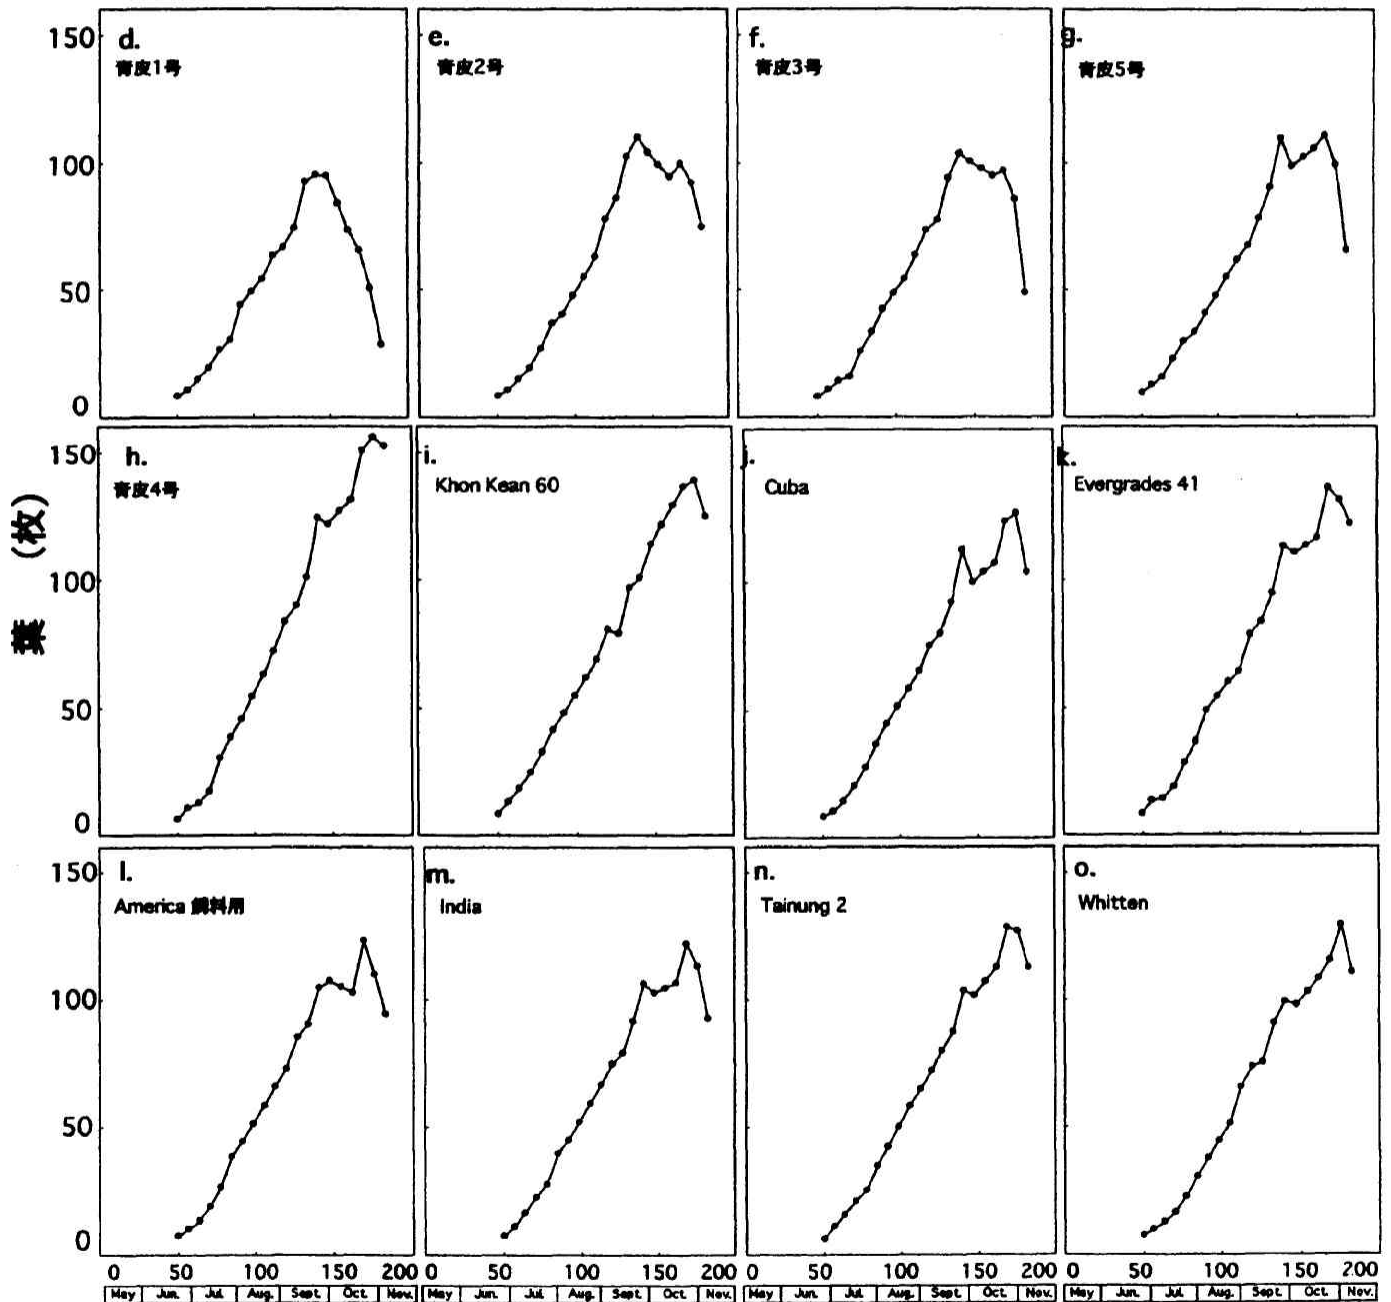 150
d.
青皮1号
e.
青皮2号
f.
青皮3号
g.
青皮5号
100
50
0
150
h.
青皮4号
i.
Khon Kean 60
j.
Cuba
k.
Evergrades 41
100
50
0
葉 (枚)
150
l.
America 飼料用
m.
India
n.
Tainung 2
o.
Whitten
100
50
0
0 50 100 150 200 0 50 100 150 200 0 50 100 150 200 0 50 100 150 200
May Jun. Jul Aug. Sept. Oct. Nov. May Jun. Jul Aug. Sept. Oct. Nov. May Jun. Jul Aug. Sept. Oct. Nov. May Jun. Jul Aug. Sept. Oct. Nov.